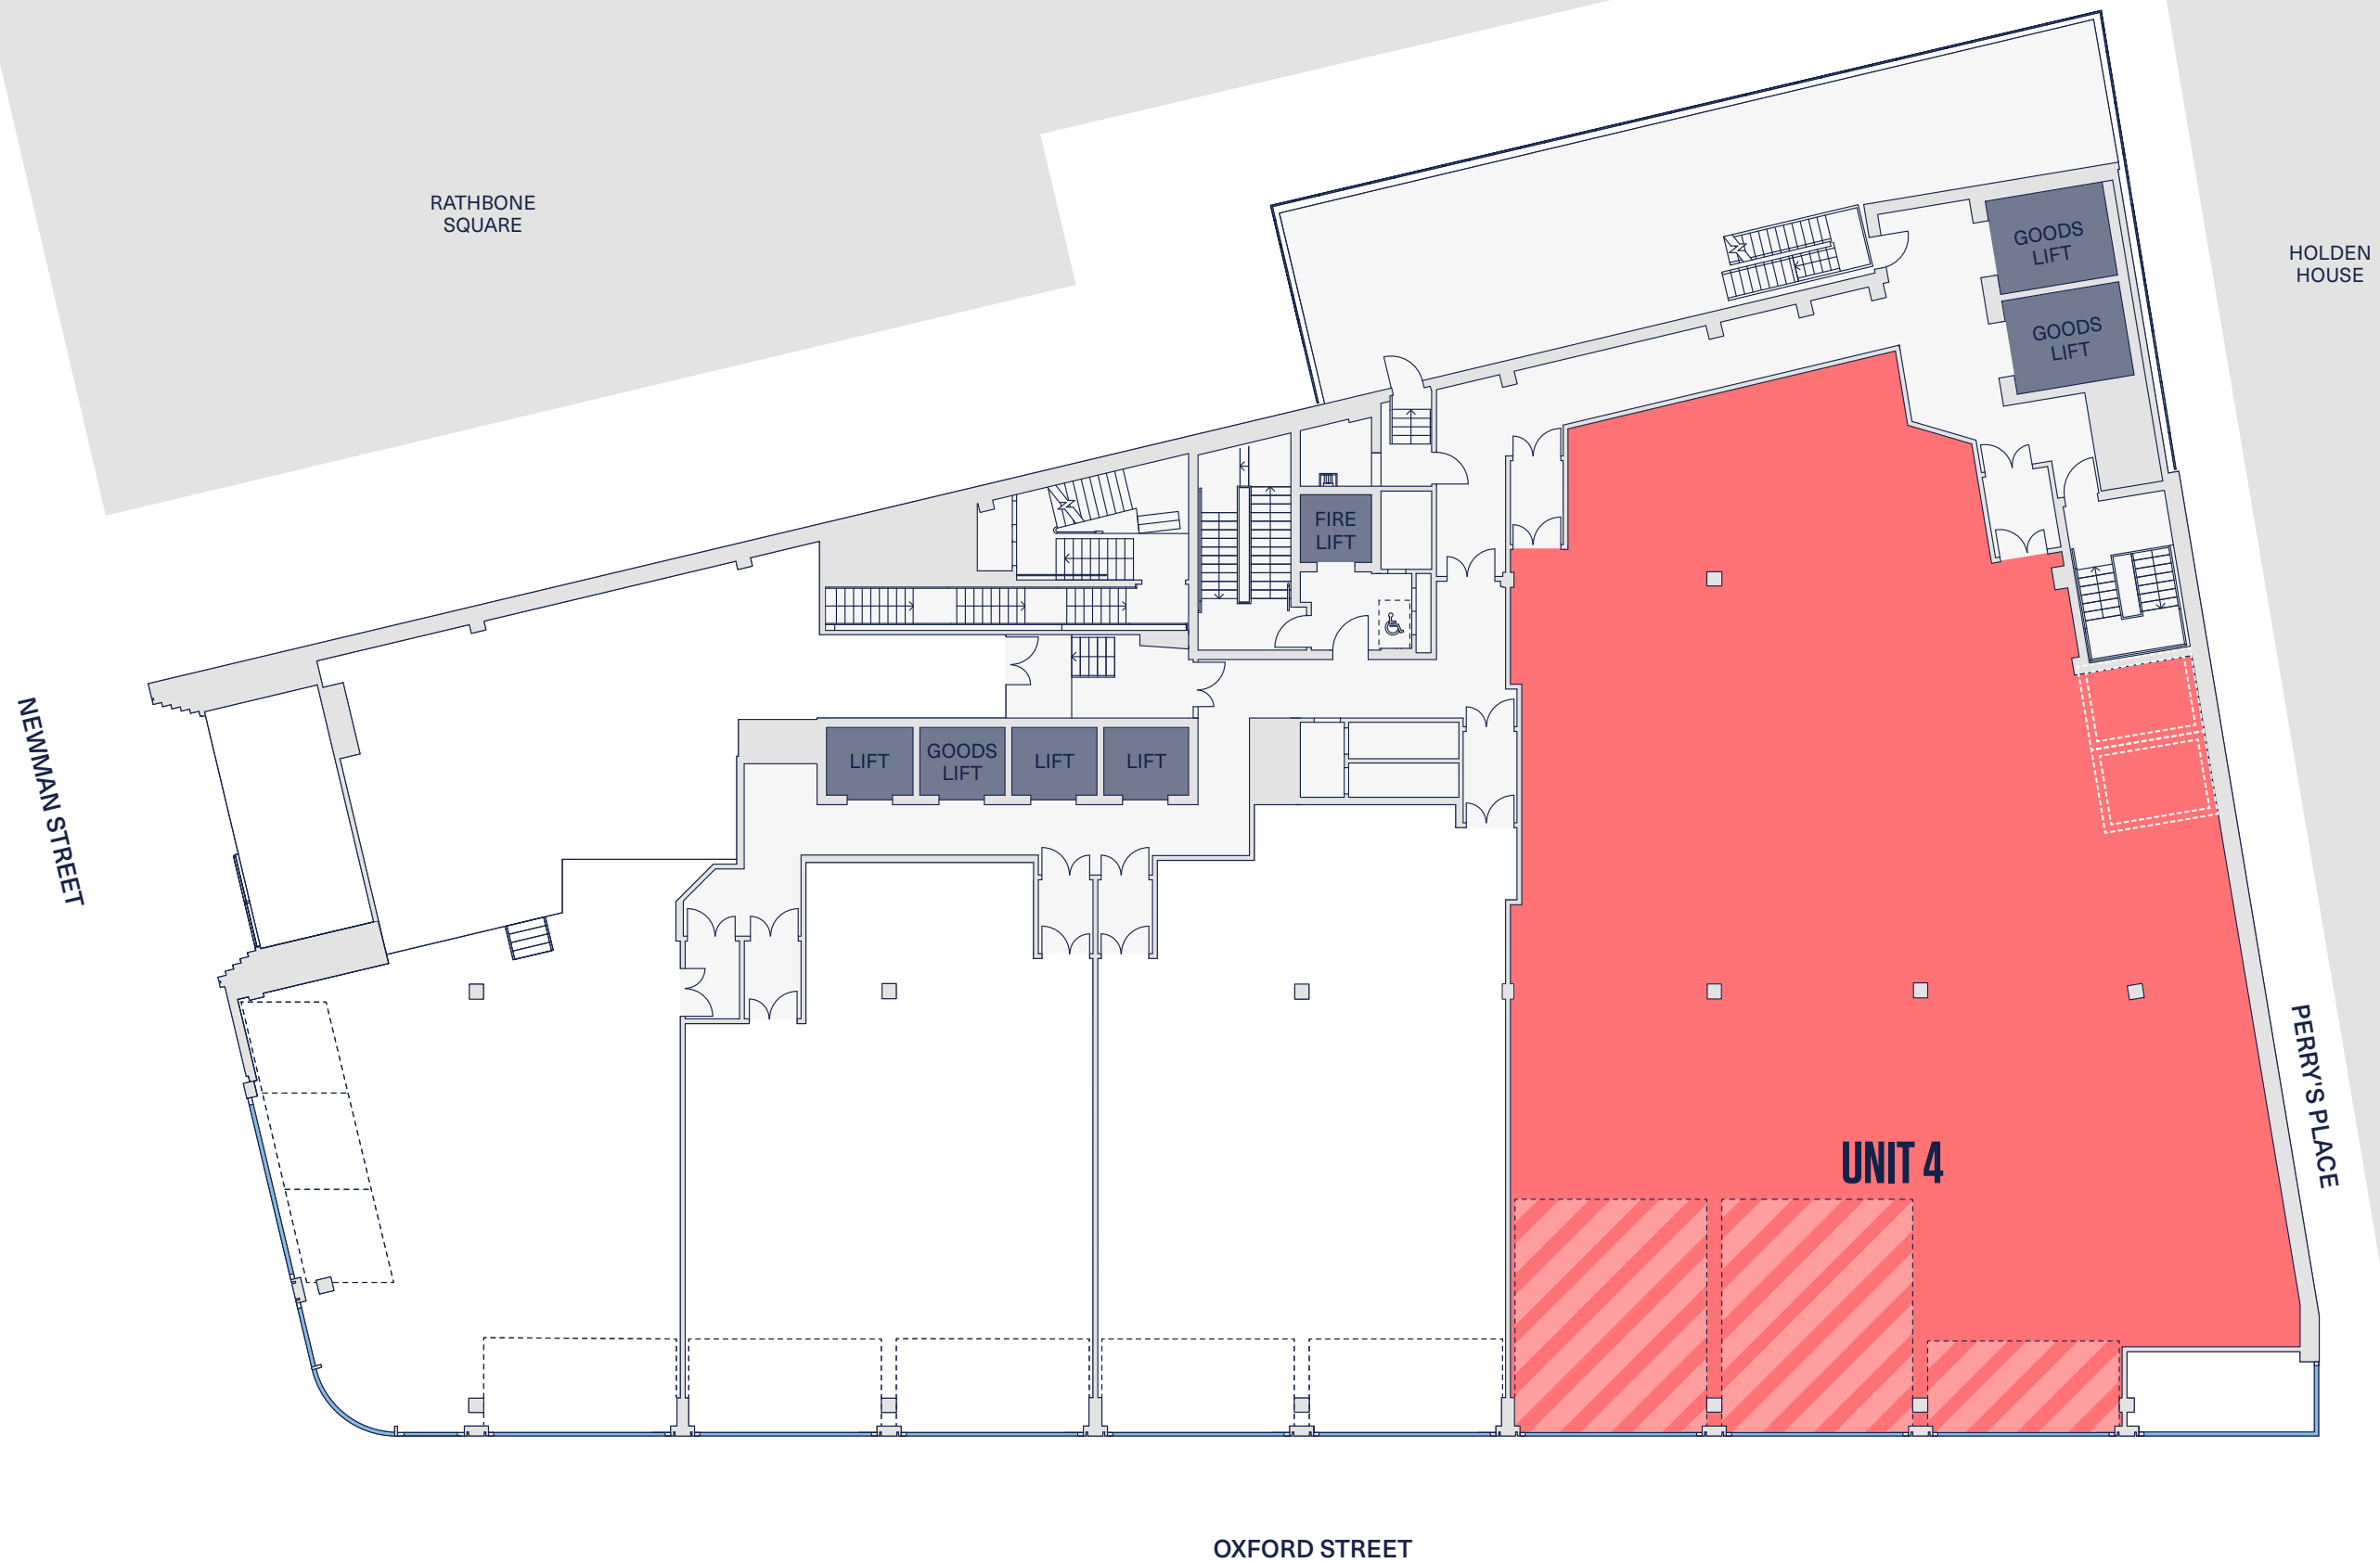 RATHBONE
SQUARE
HOLDEN
HOUSE
GOODS
LIFT
GOODS
LIFT
FIRE
LIFT
NEWMAN STREET
LIFT
GOODS
LIFT
LIFT
LIFT
PERRY'S PLACE
UNIT 4
OXFORD STREET